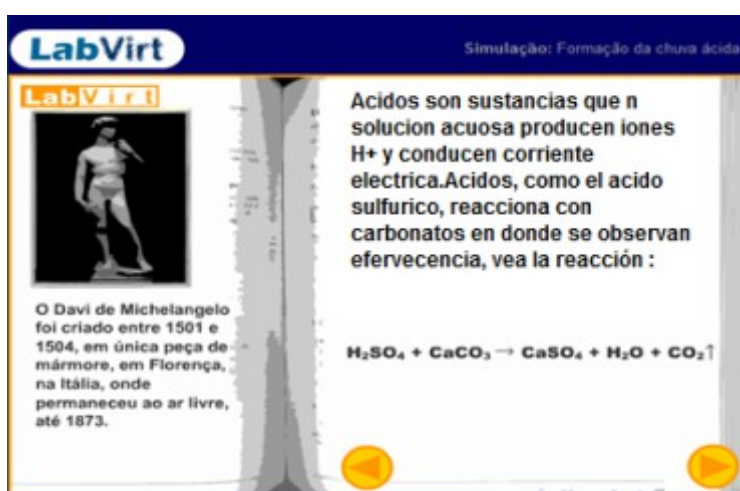 LabVirt
Simulação: Formação da chuva ácida
LabVirt
O Davi de Michelangelo
foi criado entre 1501 e
1504, em única peça de
mármore, em Florença,
na Itália, onde
permaneceu ao ar livre,
até 1873.
Acidos son sustancias que n
solucion acuosa producen iones
H+ y conducen corriente
electrica.Acidos, como el acido
sulfurico, reacciona con
carbonatos en donde se observan
efervecencia, vea la reacción :
H₂SO₄ + CaCO₃ → CaSO₄ + H₂O + CO₂↑